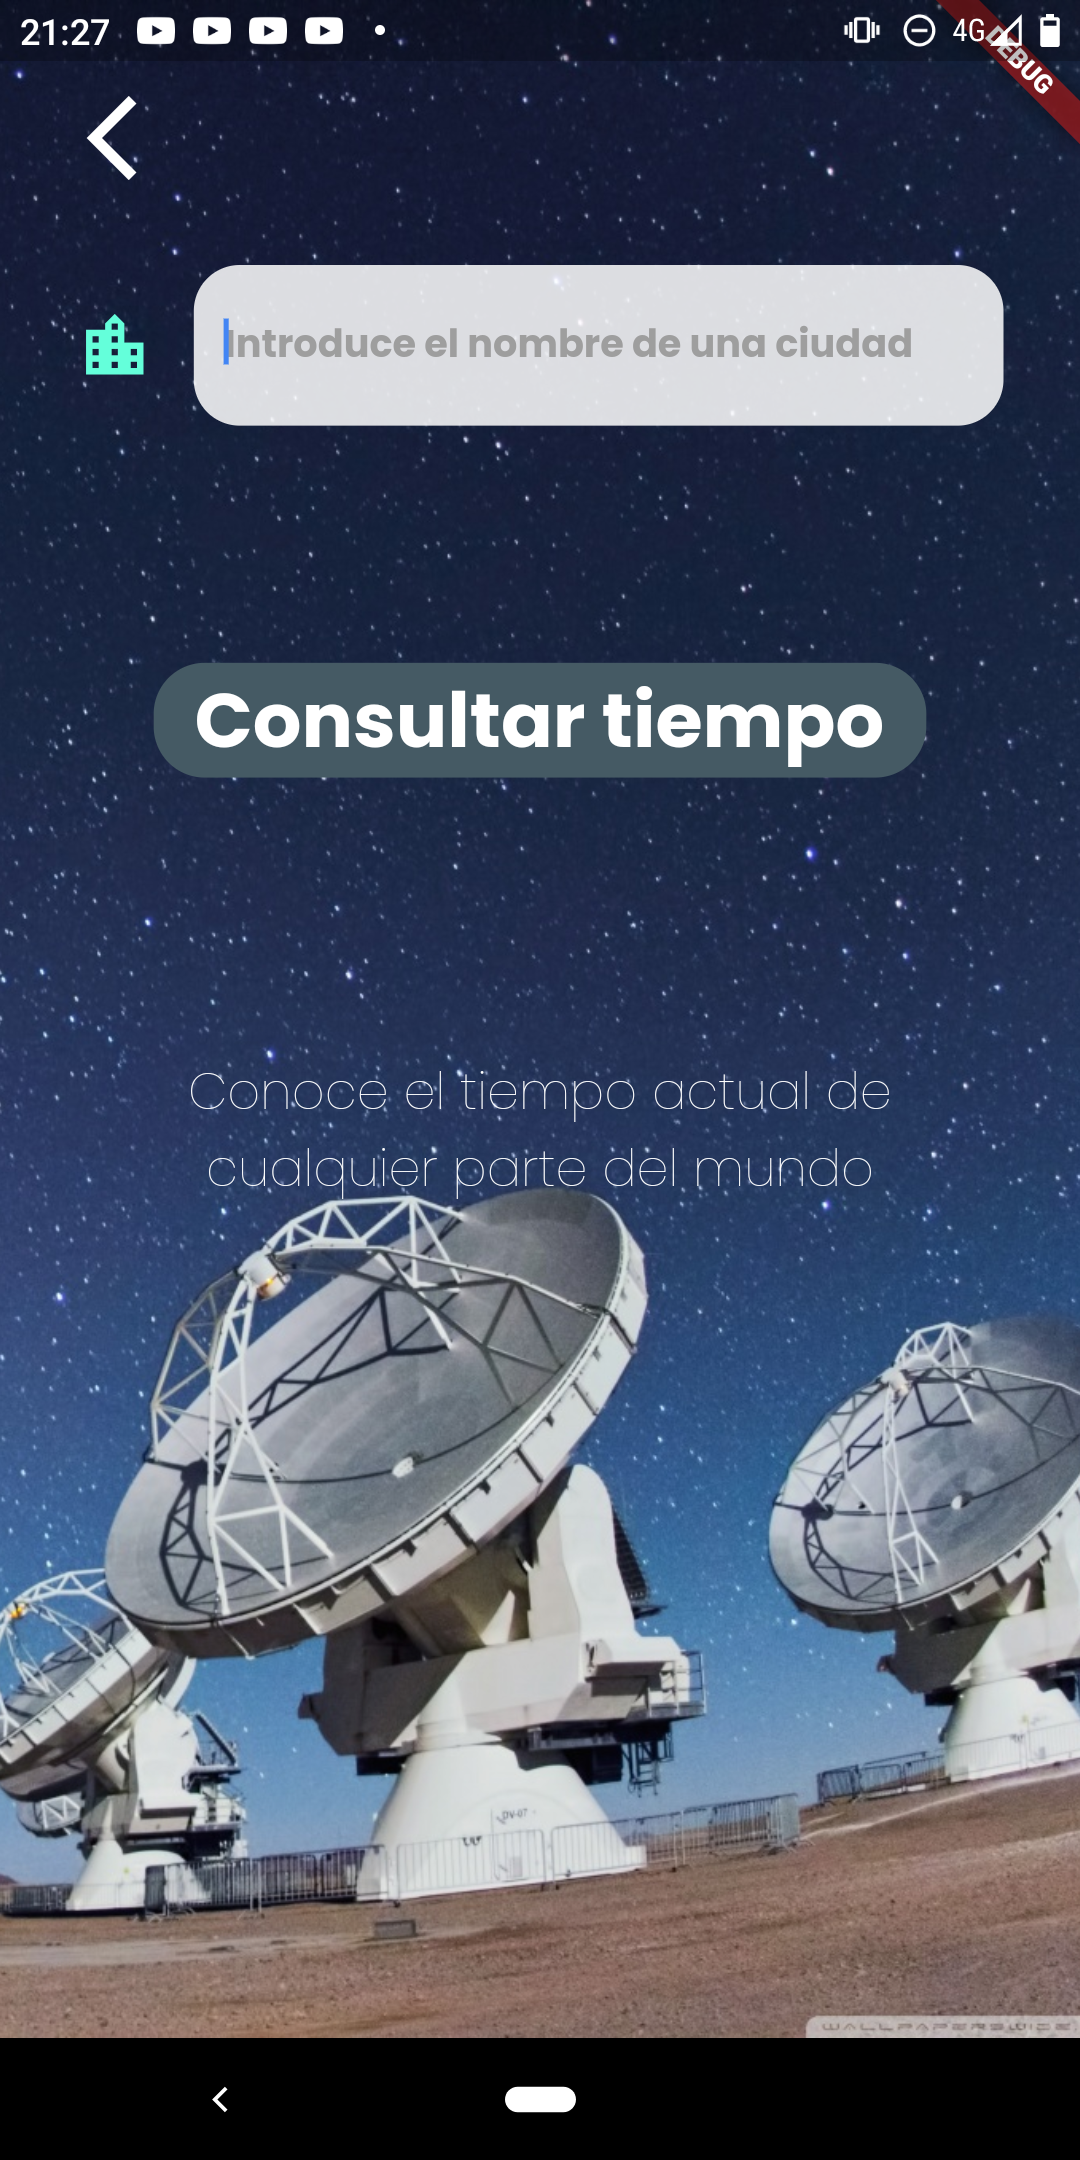 21:27
4G
DEBUG
Introduce el nombre de una ciudad
Consultar tiempo
Conoce el tiempo actual de
cualquier parte del mundo
DV-07